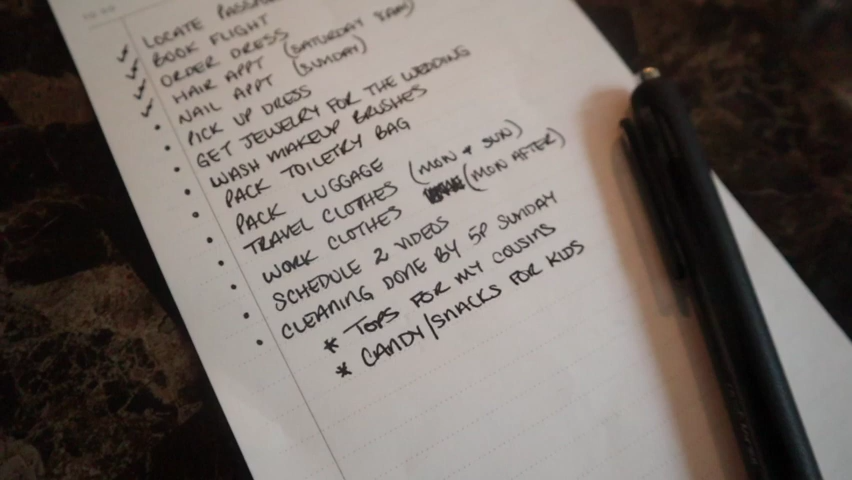 ✓ LOCATE
✓ BOOK FLIGHT
✓ ORDER DRESS
✓ HAIR APPT (SATURDAY 8AM)
• NAIL APPT (SUNDAY)
• PICK UP DRESS
• GET JEWELRY FOR THE WEDDING
• WASH MAKEUP BRUSHES
• PACK TOILETRY BAG
• PACK LUGGAGE
• TRAVEL CLOTHES (MON + SUN)
• WORK CLOTHES (MON AFTER)
• SCHEDULE 2 VIDEOS
• CLEANING DONE BY 5P SUNDAY
* TOPS FOR MY COUSINS
* CANDY/SNACKS FOR KIDS